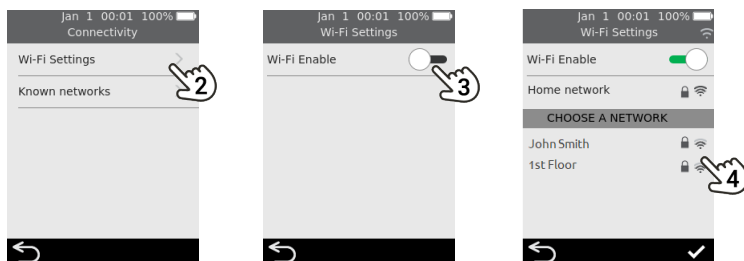 Jan 1 00:01 100%
Connectivity
Wi-Fi Settings
Known networks
2
Jan 1 00:01 100%
Wi-Fi Settings
Wi-Fi Enable
3
Jan 1 00:01 100%
Wi-Fi Settings
Wi-Fi Enable
Home network
CHOOSE A NETWORK
John Smith
1st Floor
4